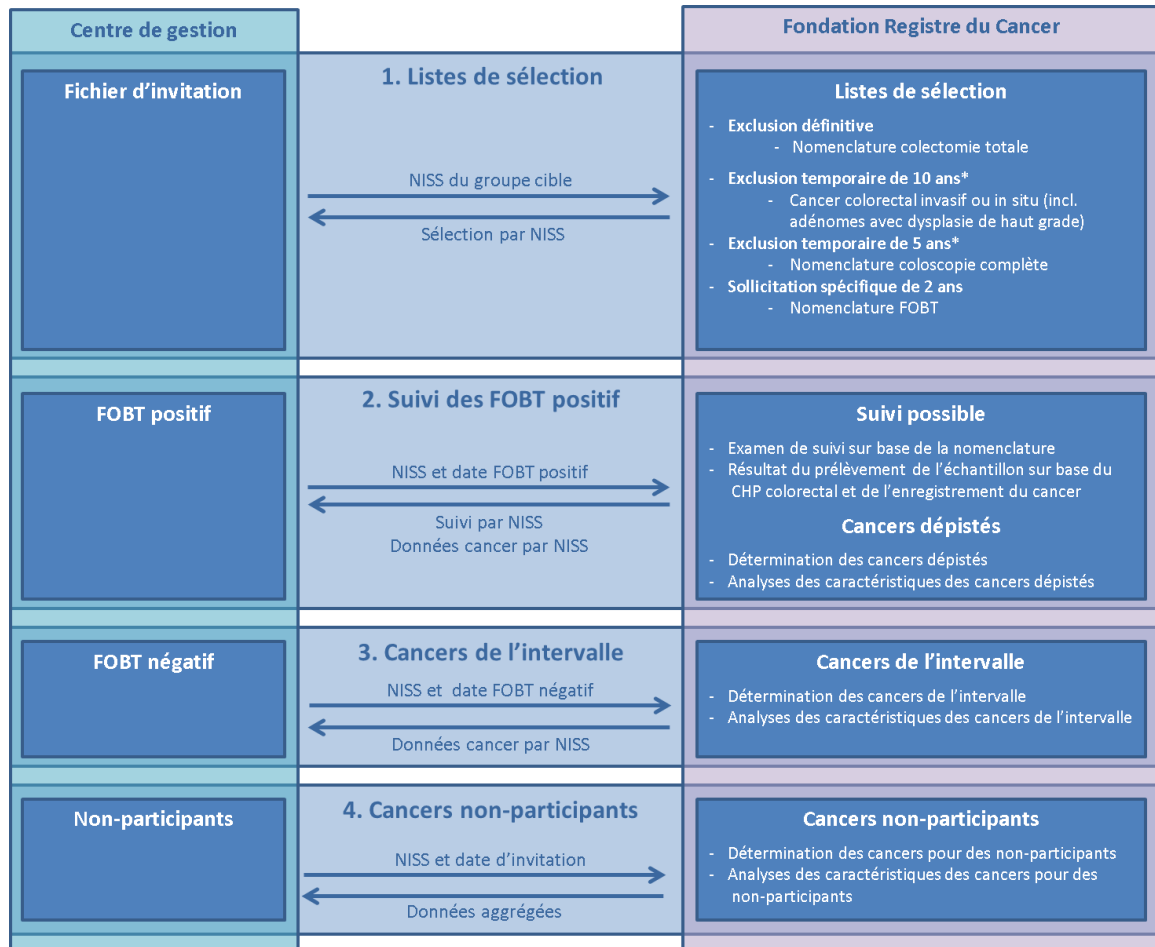 Centre de gestion
Fondation Registre du Cancer
Fichier d’invitation
1. Listes de sélection
NISS du groupe cible
Sélection par NISS
Listes de sélection
- Exclusion définitive
- Nomenclature colectomie totale
- Exclusion temporaire de 10 ans*
- Cancer colorectal invasif ou in situ (incl.
adénomes avec dysplasie de haut grade)
- Exclusion temporaire de 5 ans*
- Nomenclature coloscopie complète
- Sollicitation spécifique de 2 ans
- Nomenclature FOBT
FOBT positif
2. Suivi des FOBT positif
NISS et date FOBT positif
Suivi par NISS
Données cancer par NISS
Suivi possible
- Examen de suivi sur base de la nomenclature
- Résultat du prélèvement de l’échantillon sur base du
CHP colorectal et de l’enregistrement du cancer
Cancers dépistés
- Détermination des cancers dépistés
- Analyses des caractéristiques des cancers dépistés
FOBT négatif
3. Cancers de l’intervalle
NISS et date FOBT négatif
Données cancer par NISS
Cancers de l’intervalle
- Détermination des cancers de l’intervalle
- Analyses des caractéristiques des cancers de l’intervalle
Non-participants
4. Cancers non-participants
NISS et date d’invitation
Données aggrégées
Cancers non-participants
- Détermination des cancers pour des non-participants
- Analyses des caractéristiques des cancers pour des
non-participants